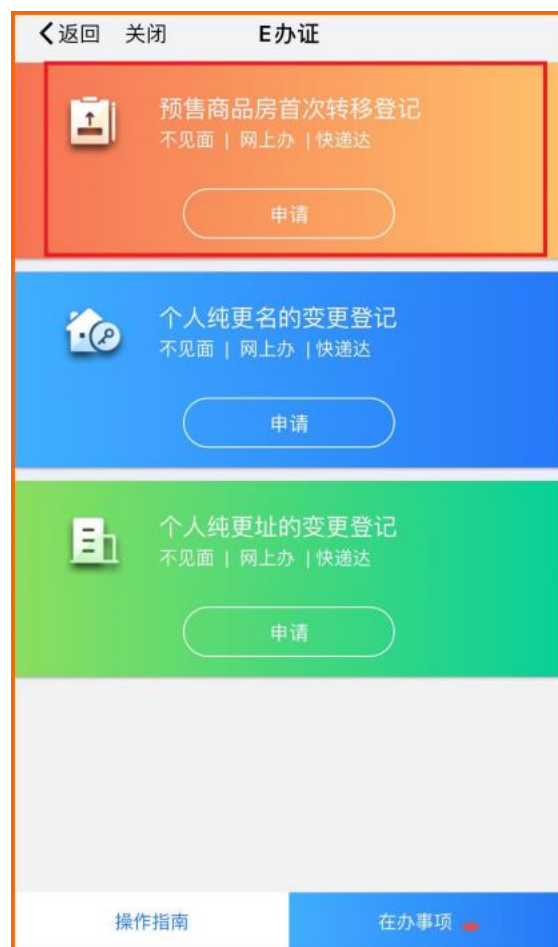 返回 关闭 E办证
预售商品房首次转移登记
不见面 | 网上办 | 快递达
申请
个人纯更名的变更登记
不见面 | 网上办 | 快递达
申请
个人纯更址的变更登记
不见面 | 网上办 | 快递达
申请
操作指南 在办事项